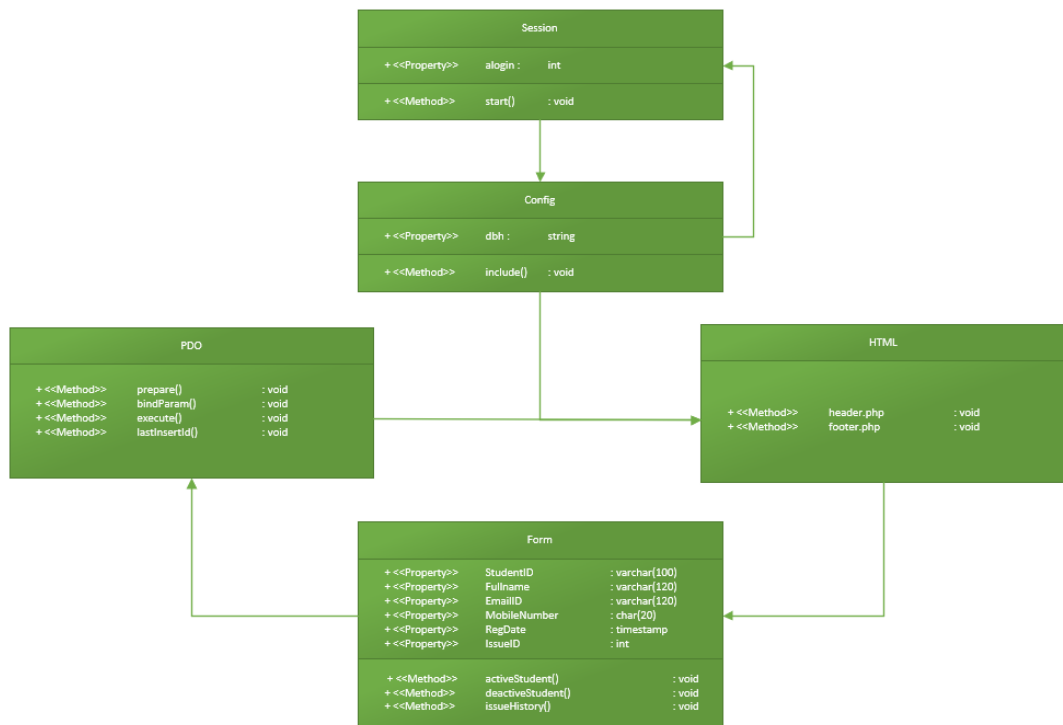 Session
+ <<Property>> alogin : int
+ <<Method>> start() : void
Config
+ <<Property>> dbh : string
+ <<Method>> include() : void
PDO
+ <<Method>> prepare() : void
+ <<Method>> bindParam() : void
+ <<Method>> execute() : void
+ <<Method>> lastInsertId() : void
HTML
+ <<Method>> header.php : void
+ <<Method>> footer.php : void
Form
+ <<Property>> StudentID : varchar(100)
+ <<Property>> Fullname : varchar(120)
+ <<Property>> EmailID : varchar(120)
+ <<Property>> MobileNumber : char(20)
+ <<Property>> RegDate : timestamp
+ <<Property>> IssueID : int
+ <<Method>> activeStudent() : void
+ <<Method>> deactiveStudent() : void
+ <<Method>> issueHistory() : void